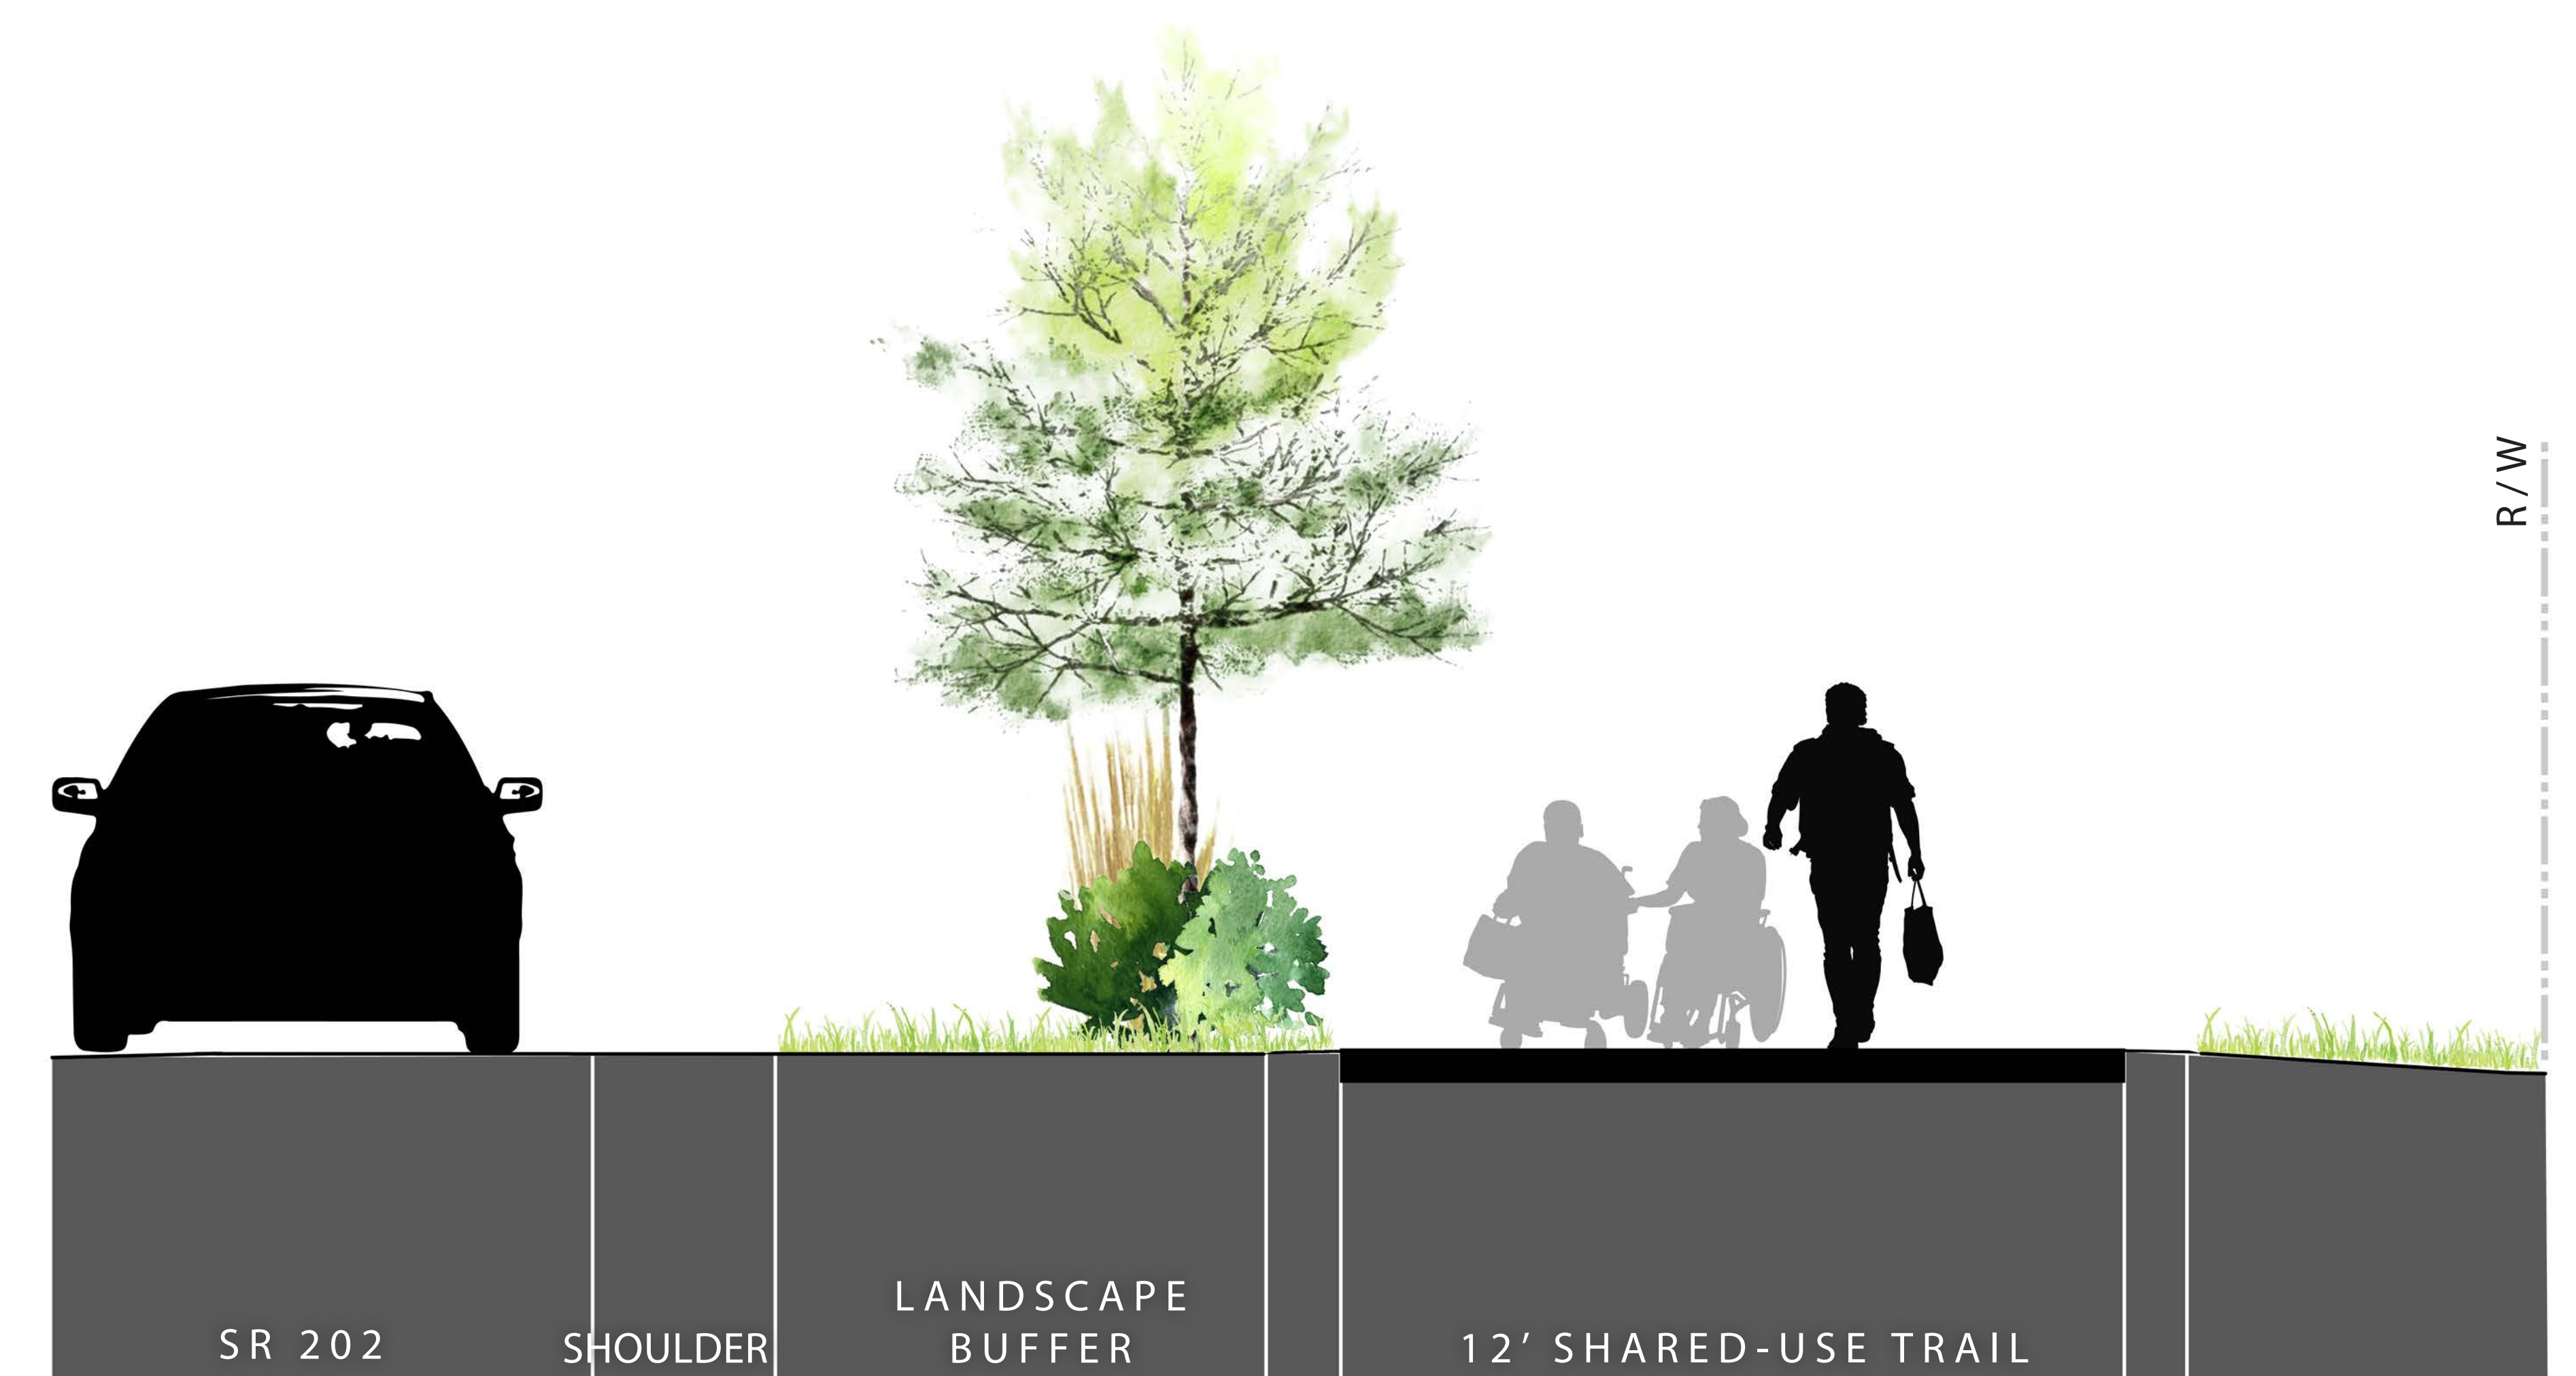 R/W
SR 202
SHOULDER
LANDSCAPE
BUFFER
12’ SHARED-USE TRAIL